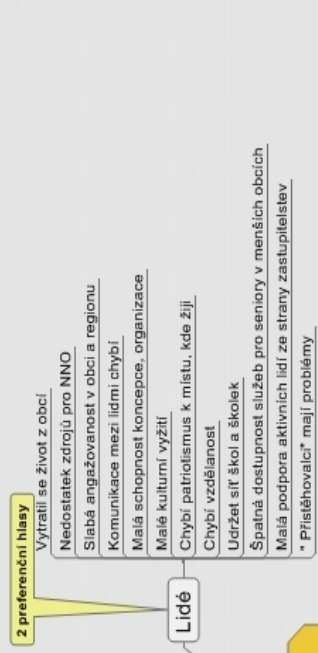 2 preferenční hlasy
Vytratil se život z obcí
Nedostatek zdrojů pro NNO
Slabá angažovanost v obci a regionu
Komunikace mezi lidmi chybí
Malá schopnost koncepce, organizace
Malé kulturní vyžití
Chybí patriotismus k místu, kde žiji
Chybí vzdělanost
Udržet síť škol a školek
Špatná dostupnost služeb pro seniory v menších obcích
Malá podpora aktivních lidí ze strany zastupitelstev
" Přistěhovalci" mají problémy
Lidé